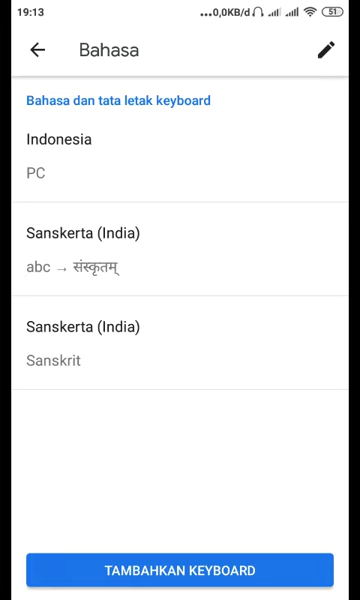 19:13 ...0,0KB/d 51
Bahasa
Bahasa dan tata letak keyboard
Indonesia
PC
Sanskerta (India)
abc → संस्कृतम्
Sanskerta (India)
Sanskrit
TAMBAHKAN KEYBOARD